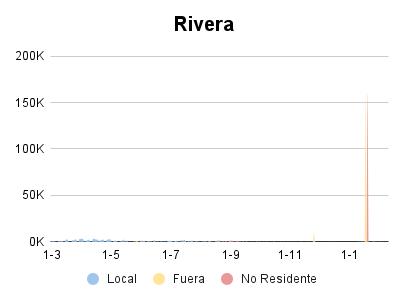 Rivera
200K
150K
100K
50K
0K
1-3 1-5 1-7 1-9 1-11 1-1
Local Fuera No Residente